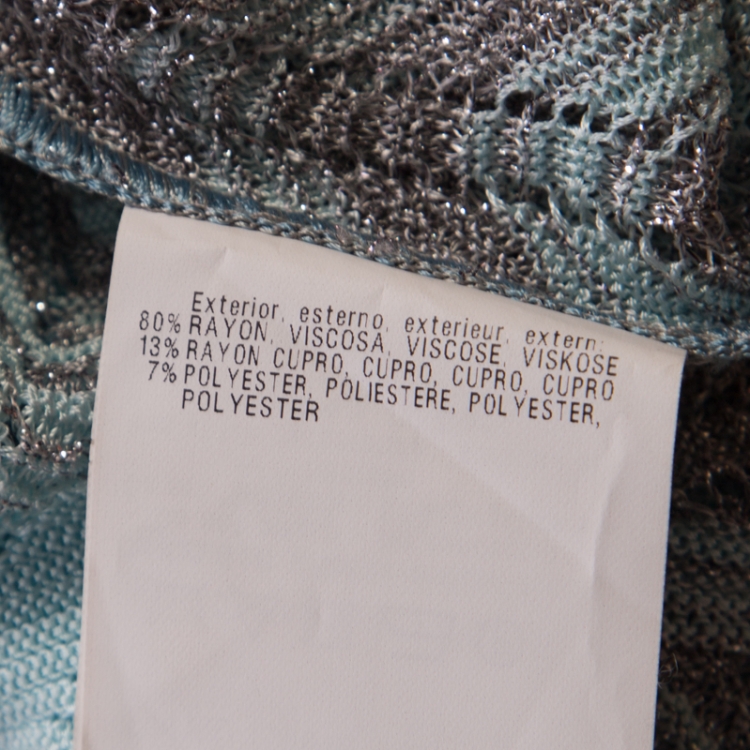 Exterior, esterno, exterieur, extern:
80% RAYON, VISCOSA, VISCOSE, VISKOSE
13% RAYON CUPRO, CUPRO, CUPRO, CUPRO
7% POLYESTER, POLIESTERE, POLYESTER,
POLYESTER